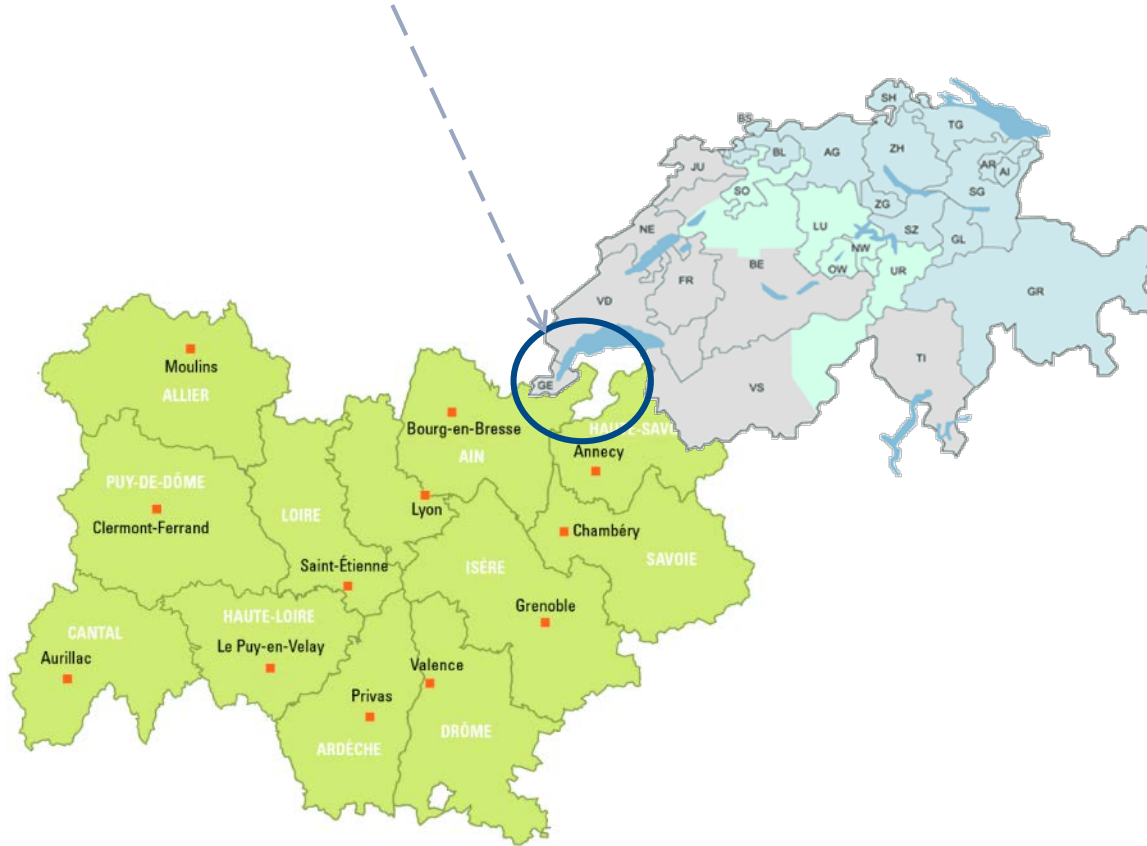 SH
BS
TG
BL
AG
ZH
AR
AI
JU
SO
SG
ZG
LU
SZ
NE
GL
NW
OW
UR
BE
FR
GR
VD
TI
VS
GE
Moulins
ALLIER
Bourg-en-Bresse
AIN
HAUTE-SAVO
Annecy
PUY-DE-DÔME
Clermont-Ferrand
LOIRE
Lyon
Chambéry
SAVOIE
Saint-Étienne
ISÈRE
Grenoble
HAUTE-LOIRE
Le Puy-en-Velay
CANTAL
Aurillac
Valence
Privas
DRÔME
ARDÈCHE